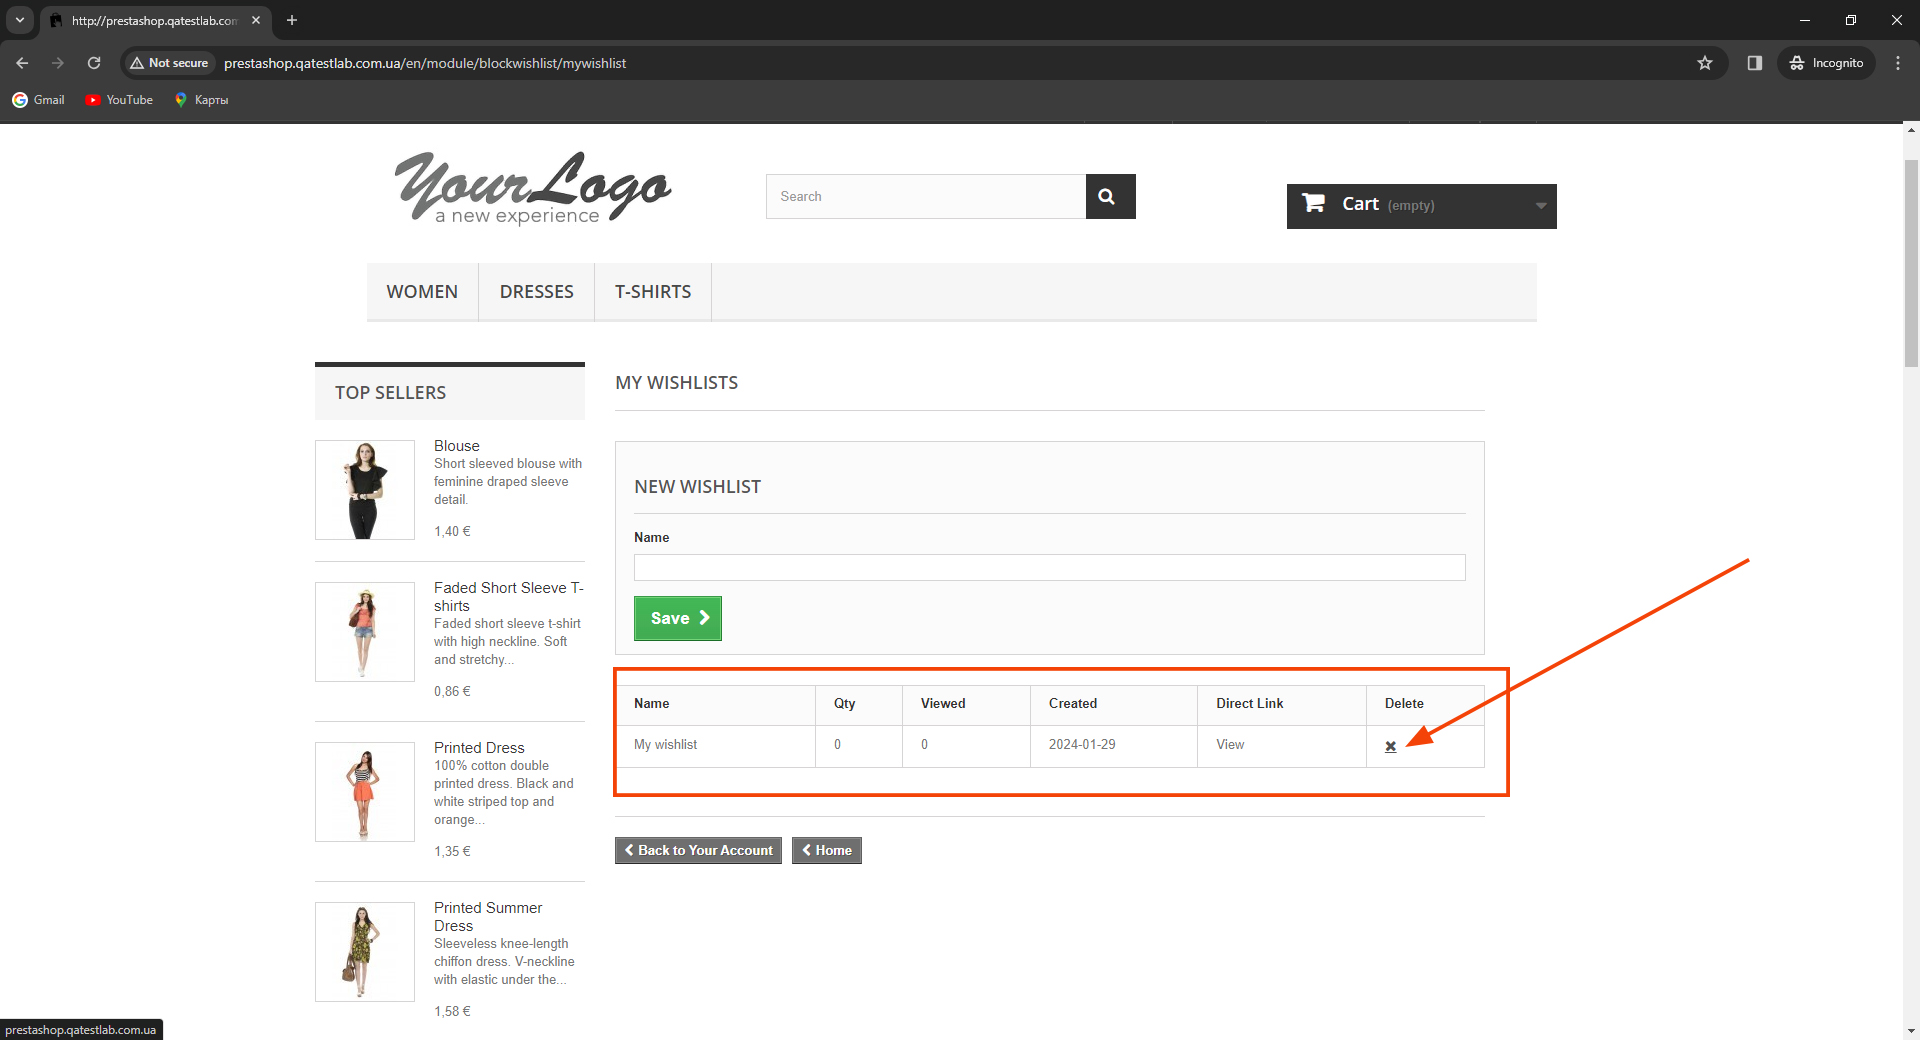 http://prestashop.qatestlab.com
Not secure
prestashop.qatestlab.com.ua/en/module/blockwishlist/mywishlist
Incognito
Gmail
YouTube
Карты
YourLogo
a new experience
Search
Cart (empty)
WOMEN
DRESSES
T-SHIRTS
TOP SELLERS
Blouse
Short sleeved blouse with
feminine draped sleeve
detail.
1,40 €
Faded Short Sleeve T-
shirts
Faded short sleeve t-shirt
with high neckline. Soft
and stretchy...
0,86 €
Printed Dress
100% cotton double
printed dress. Black and
white striped top and
orange...
1,35 €
Printed Summer
Dress
Sleeveless knee-length
chiffon dress. V-neckline
with elastic under the...
1,58 €
MY WISHLISTS
NEW WISHLIST
Name
Save
Name Qty Viewed Created Direct Link Delete
My wishlist 0 0 2024-01-29 View
Back to Your Account
Home
prestashop.qatestlab.com.ua